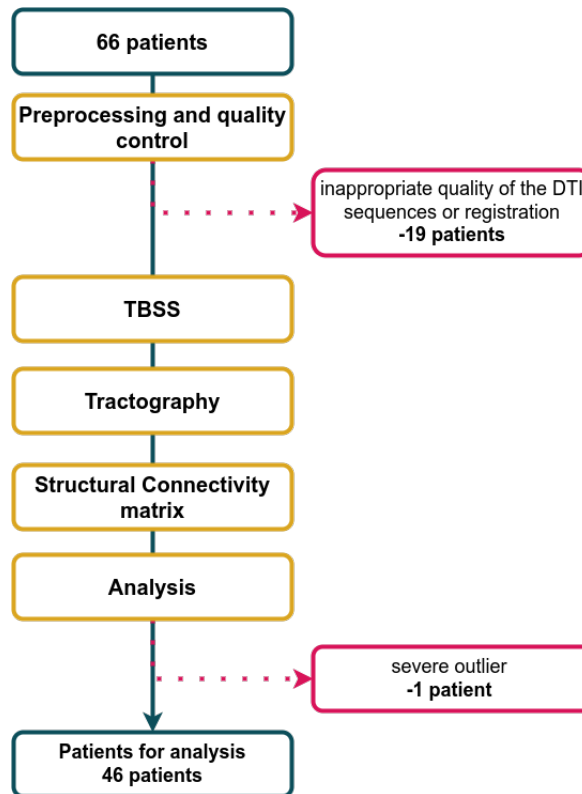 66 patients
Preprocessing and quality
control
inappropriate quality of the DTI
sequences or registration
-19 patients
TBSS
Tractography
Structural Connectivity
matrix
Analysis
severe outlier
-1 patient
Patients for analysis
46 patients